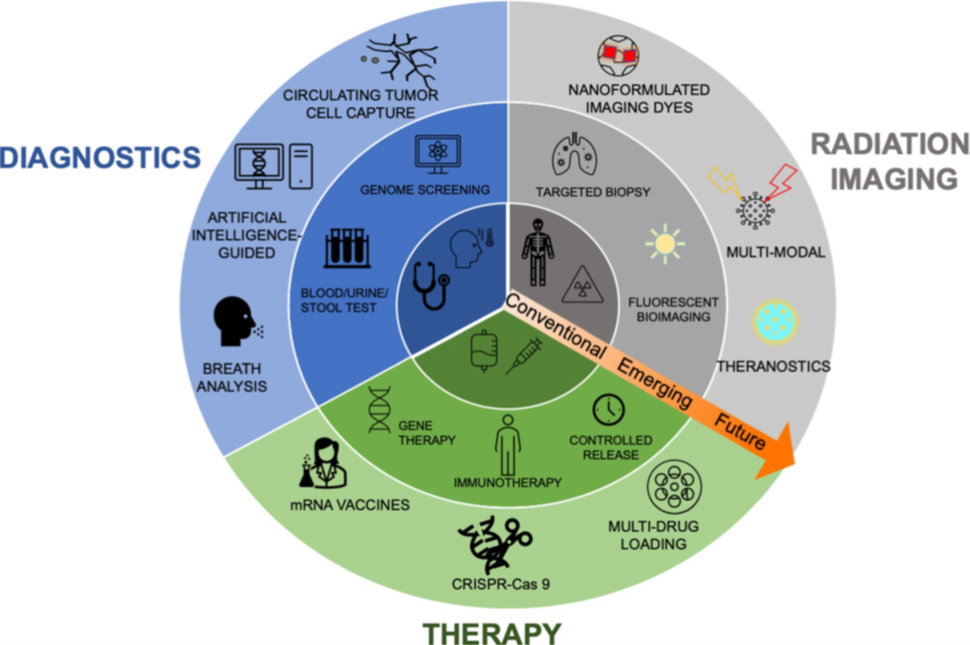 DIAGNOSTICS
CIRCULATING TUMOR
CELL CAPTURE
ARTIFICIAL
INTELLIGENCE-
GUIDED
BREATH
ANALYSIS
GENOME SCREENING
BLOOD/URINE/
STOOL TEST
RADIATION
IMAGING
NANOFORMULATED
IMAGING DYES
MULTI-MODAL
THERANOSTICS
TARGETED BIOPSY
FLUORESCENT
BIOIMAGING
Conventional Emerging Future
GENE
THERAPY
IMMUNOTHERAPY
CONTROLLED
RELEASE
mRNA VACCINES
CRISPR-Cas 9
MULTI-DRUG
LOADING
THERAPY